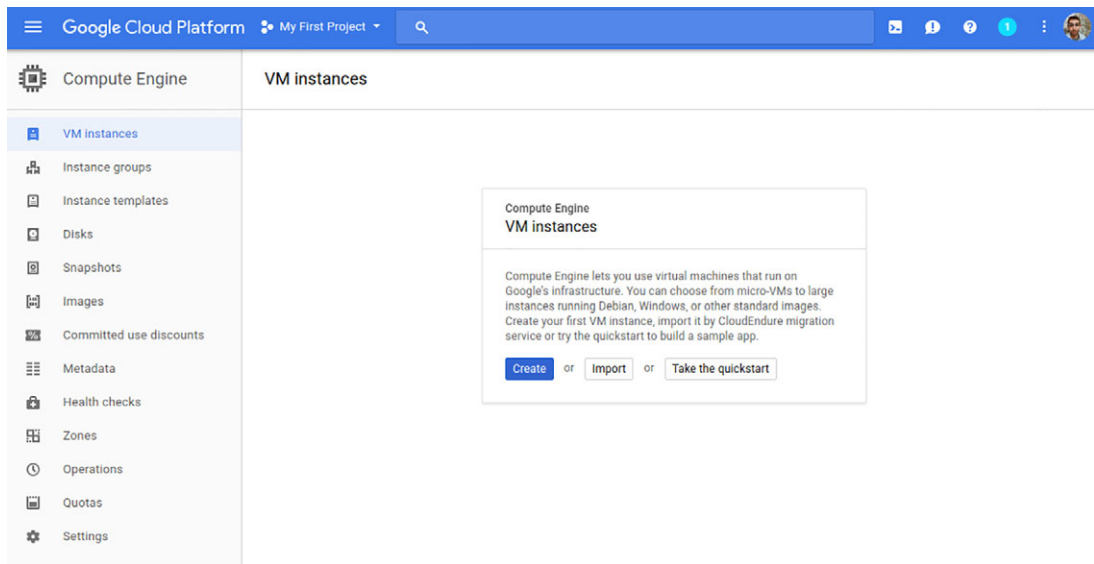 Google Cloud Platform My First Project 1
Compute Engine
VM instances
VM instances
Instance groups
Instance templates
Disks
Snapshots
Images
Committed use discounts
Metadata
Health checks
Zones
Operations
Quotas
Settings
Compute Engine
VM instances
Compute Engine lets you use virtual machines that run on
Google's infrastructure. You can choose from micro-VMs to large
instances running Debian, Windows, or other standard images.
Create your first VM instance, import it by CloudEndure migration
service or try the quickstart to build a sample app.
Create or Import or Take the quickstart